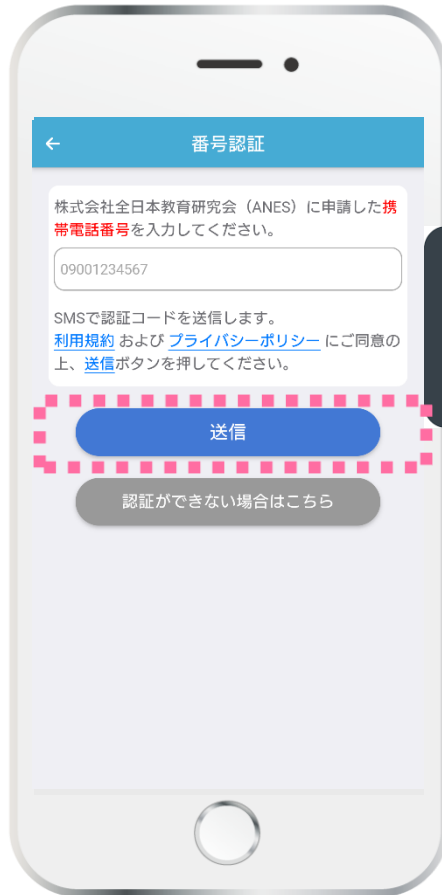 ←
番号認証
株式会社全日本教育研究会（ANES）に申請した携
帯電話番号を入力してください。
09001234567
SMSで認証コードを送信します。
利用規約 および プライバシーポリシー にご同意の
上、送信ボタンを押してください。
送信
認証ができない場合はこちら